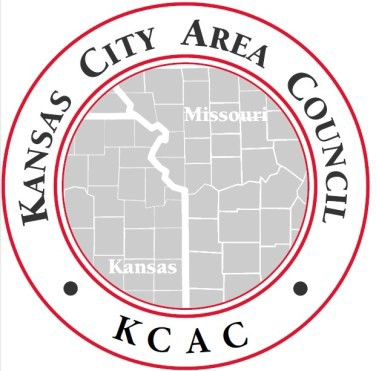 KANSAS CITY AREA COUNCIL
Missouri
Kansas
KCAC